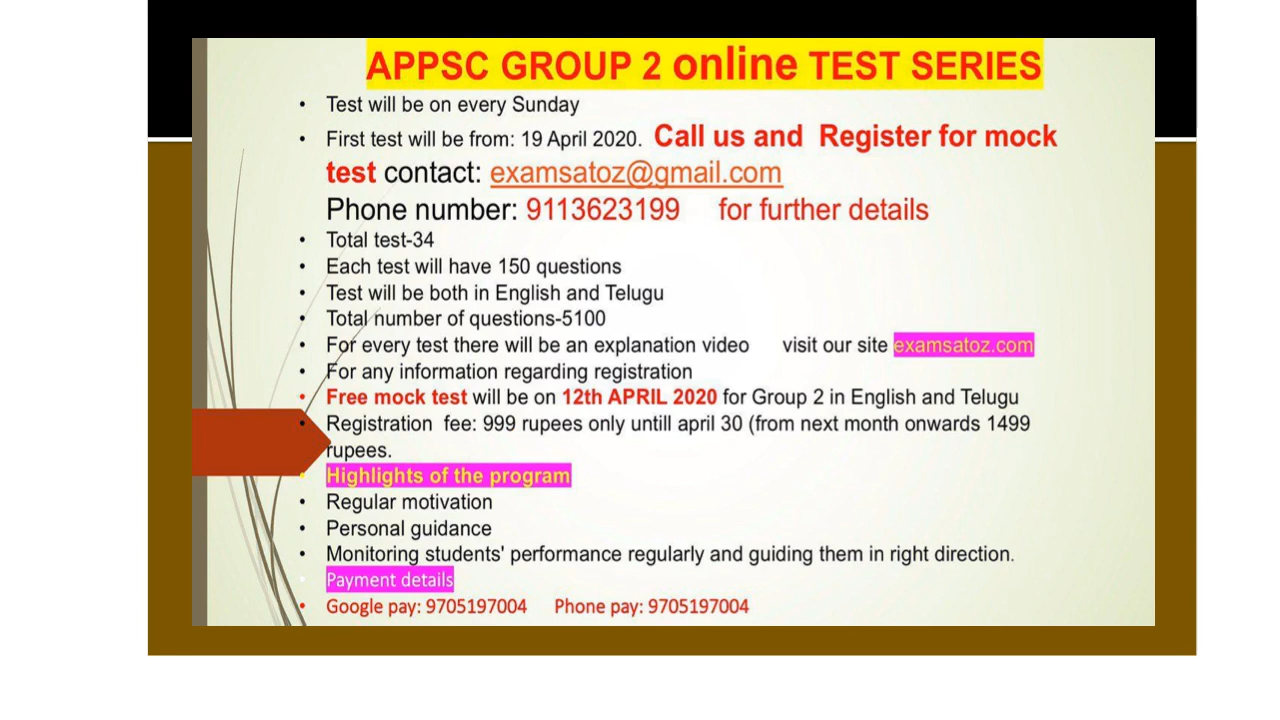 APPSC GROUP 2 online TEST SERIES
• Test will be on every Sunday
• First test will be from: 19 April 2020. Call us and Register for mock
test contact: examsatoz@gmail.com
Phone number: 9113623199 for further details
• Total test-34
• Each test will have 150 questions
• Test will be both in English and Telugu
• Total number of questions-5100
• For every test there will be an explanation video visit our site examsatoz.com
• For any information regarding registration
• Free mock test will be on 12th APRIL 2020 for Group 2 in English and Telugu
• Registration fee: 999 rupees only untill april 30 (from next month onwards 1499
rupees.
• Highlights of the program
• Regular motivation
• Personal guidance
• Monitoring students' performance regularly and guiding them in right direction.
• Payment details
• Google pay: 9705197004 Phone pay: 9705197004